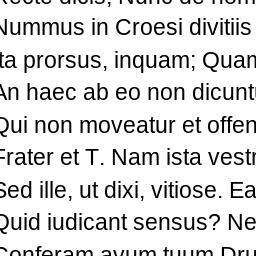 Recte dicis; Nunc de hom
Nummus in Croesi divitiis
ta prorsus, inquam; Quam
An haec ab eo non dicunt
Qui non moveatur et offen
Frater et T. Nam ista vestr
Sed ille, ut dixi, vitiose. Ea
Quid iudicant sensus? Ne
Conferam avum tuum Dru